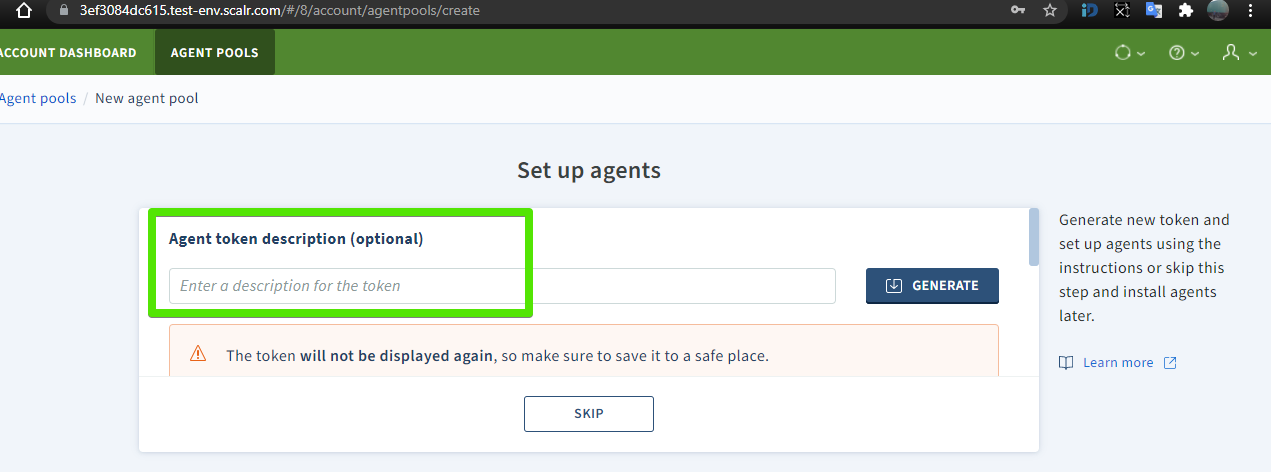 3ef3084dc615.test-env.scalr.com/#/8/account/agentpools/create
ACCOUNT DASHBOARD
AGENT POOLS
Agent pools / New agent pool
Set up agents
Agent token description (optional)
Enter a description for the token
GENERATE
The token will not be displayed again, so make sure to save it to a safe place.
SKIP
Generate new token and
set up agents using the
instructions or skip this
step and install agents
later.
Learn more